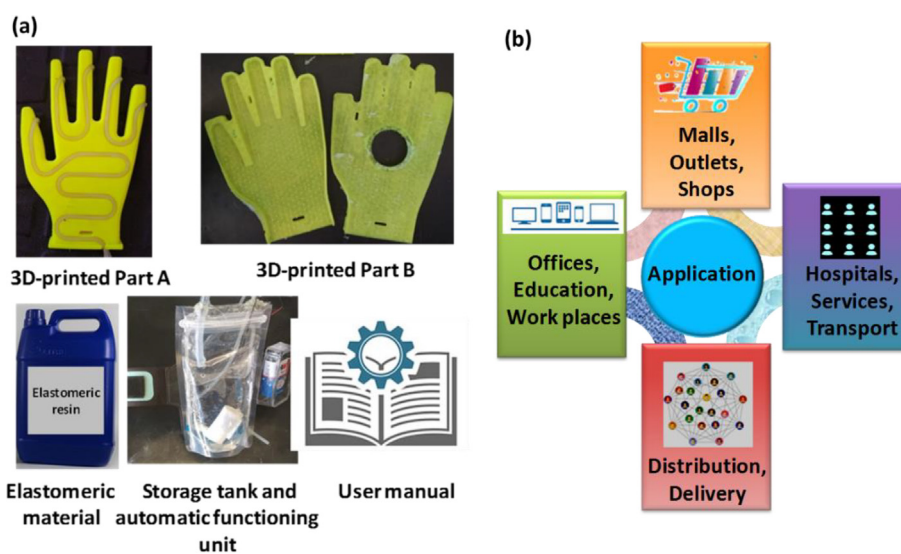 (a)
3D-printed Part A
3D-printed Part B
Elastomeric
resin
Elastomeric
material
Storage tank and
automatic functioning
unit
User manual
(b)
Malls,
Outlets,
Shops
Offices,
Education,
Work places
Application
Hospitals,
Services,
Transport
Distribution,
Delivery